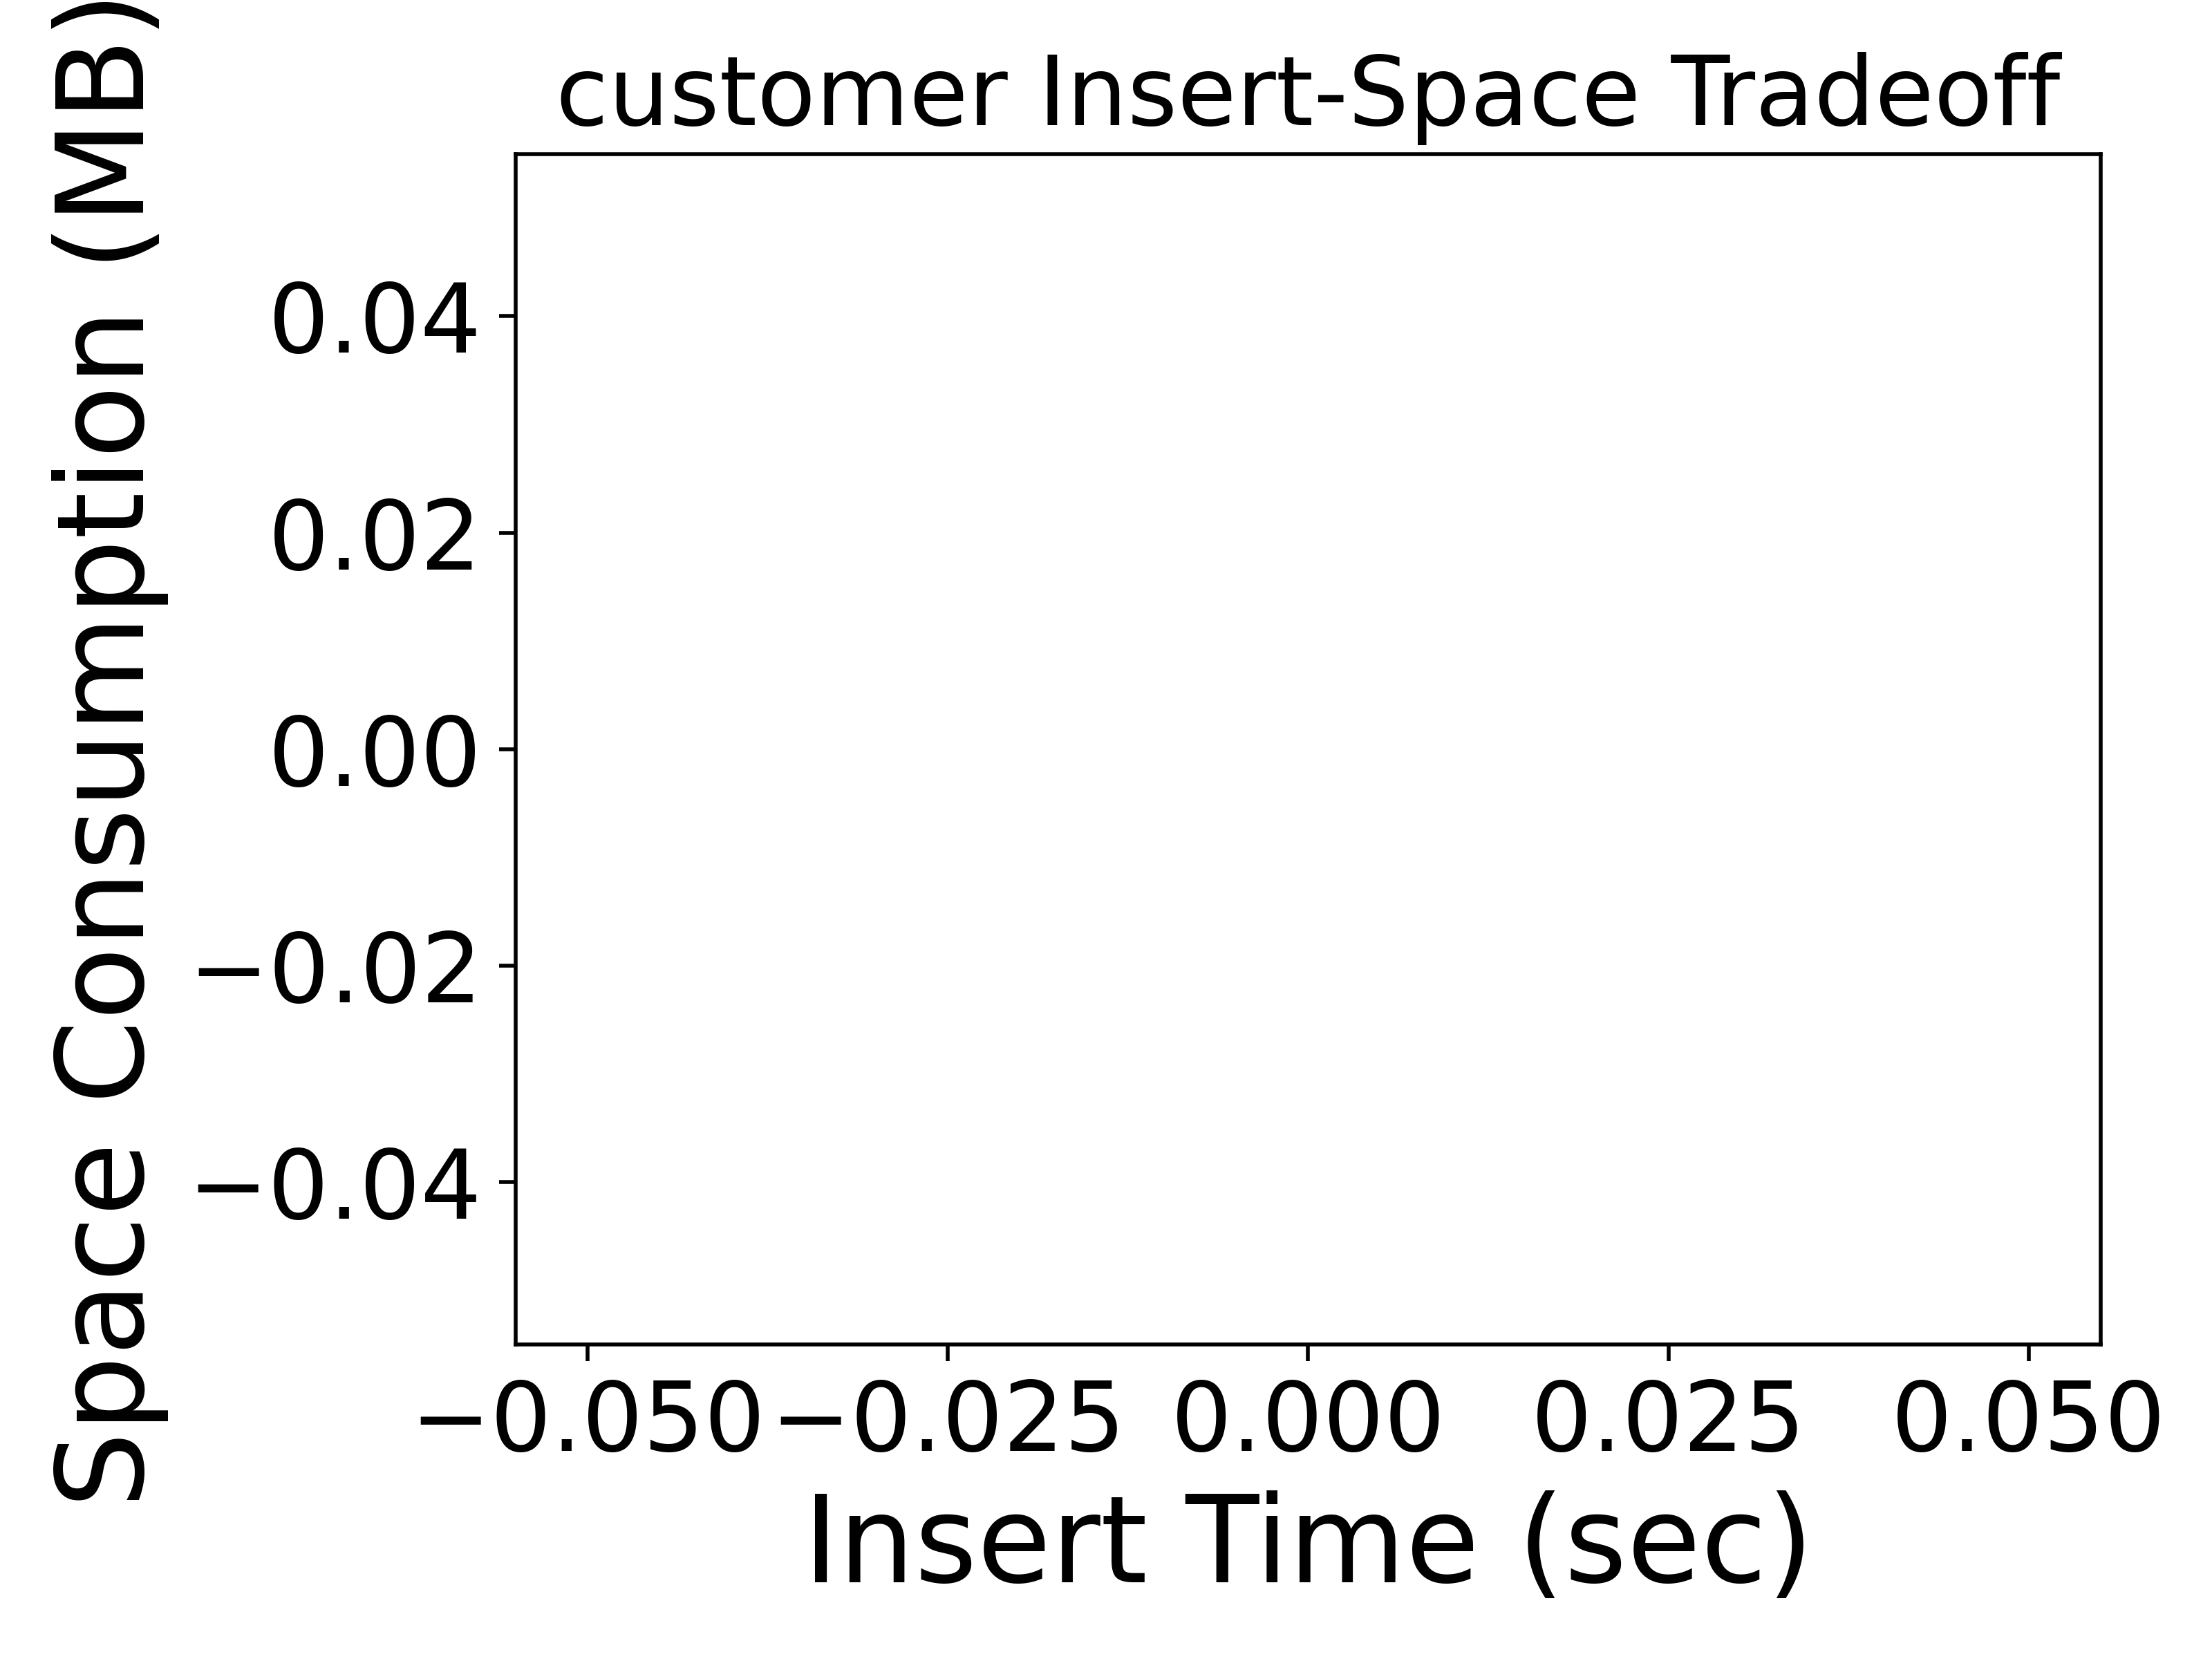 customer Insert-Space Tradeoff
Space Consumption (MB)
0.04
0.02
0.00
−0.02
−0.04
−0.050 −0.025 0.000 0.025 0.050
Insert Time (sec)